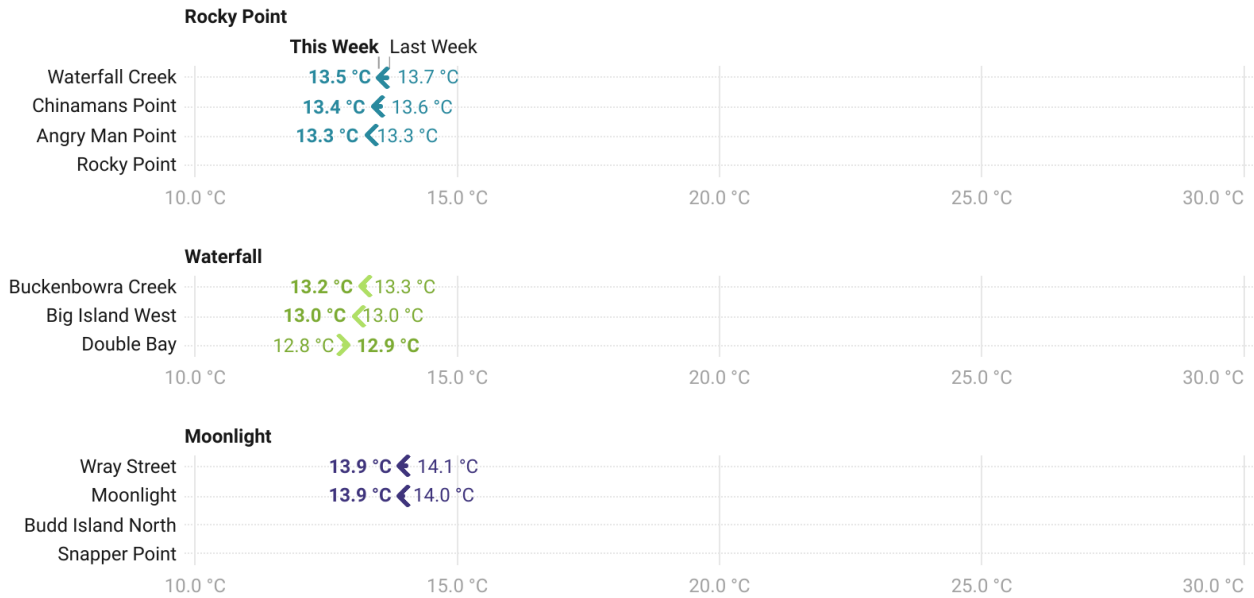 Rocky Point
This Week Last Week
Waterfall Creek 13.5 °C 13.7 °C
Chinamans Point 13.4 °C 13.6 °C
Angry Man Point 13.3 °C 13.3 °C
Rocky Point
10.0 °C 15.0 °C 20.0 °C 25.0 °C 30.0 °C
Waterfall
Buckenbowra Creek 13.2 °C 13.3 °C
Big Island West 13.0 °C 13.0 °C
Double Bay 12.8 °C 12.9 °C
10.0 °C 15.0 °C 20.0 °C 25.0 °C 30.0 °C
Moonlight
Wray Street 13.9 °C 14.1 °C
Moonlight 13.9 °C 14.0 °C
Budd Island North
Snapper Point
10.0 °C 15.0 °C 20.0 °C 25.0 °C 30.0 °C